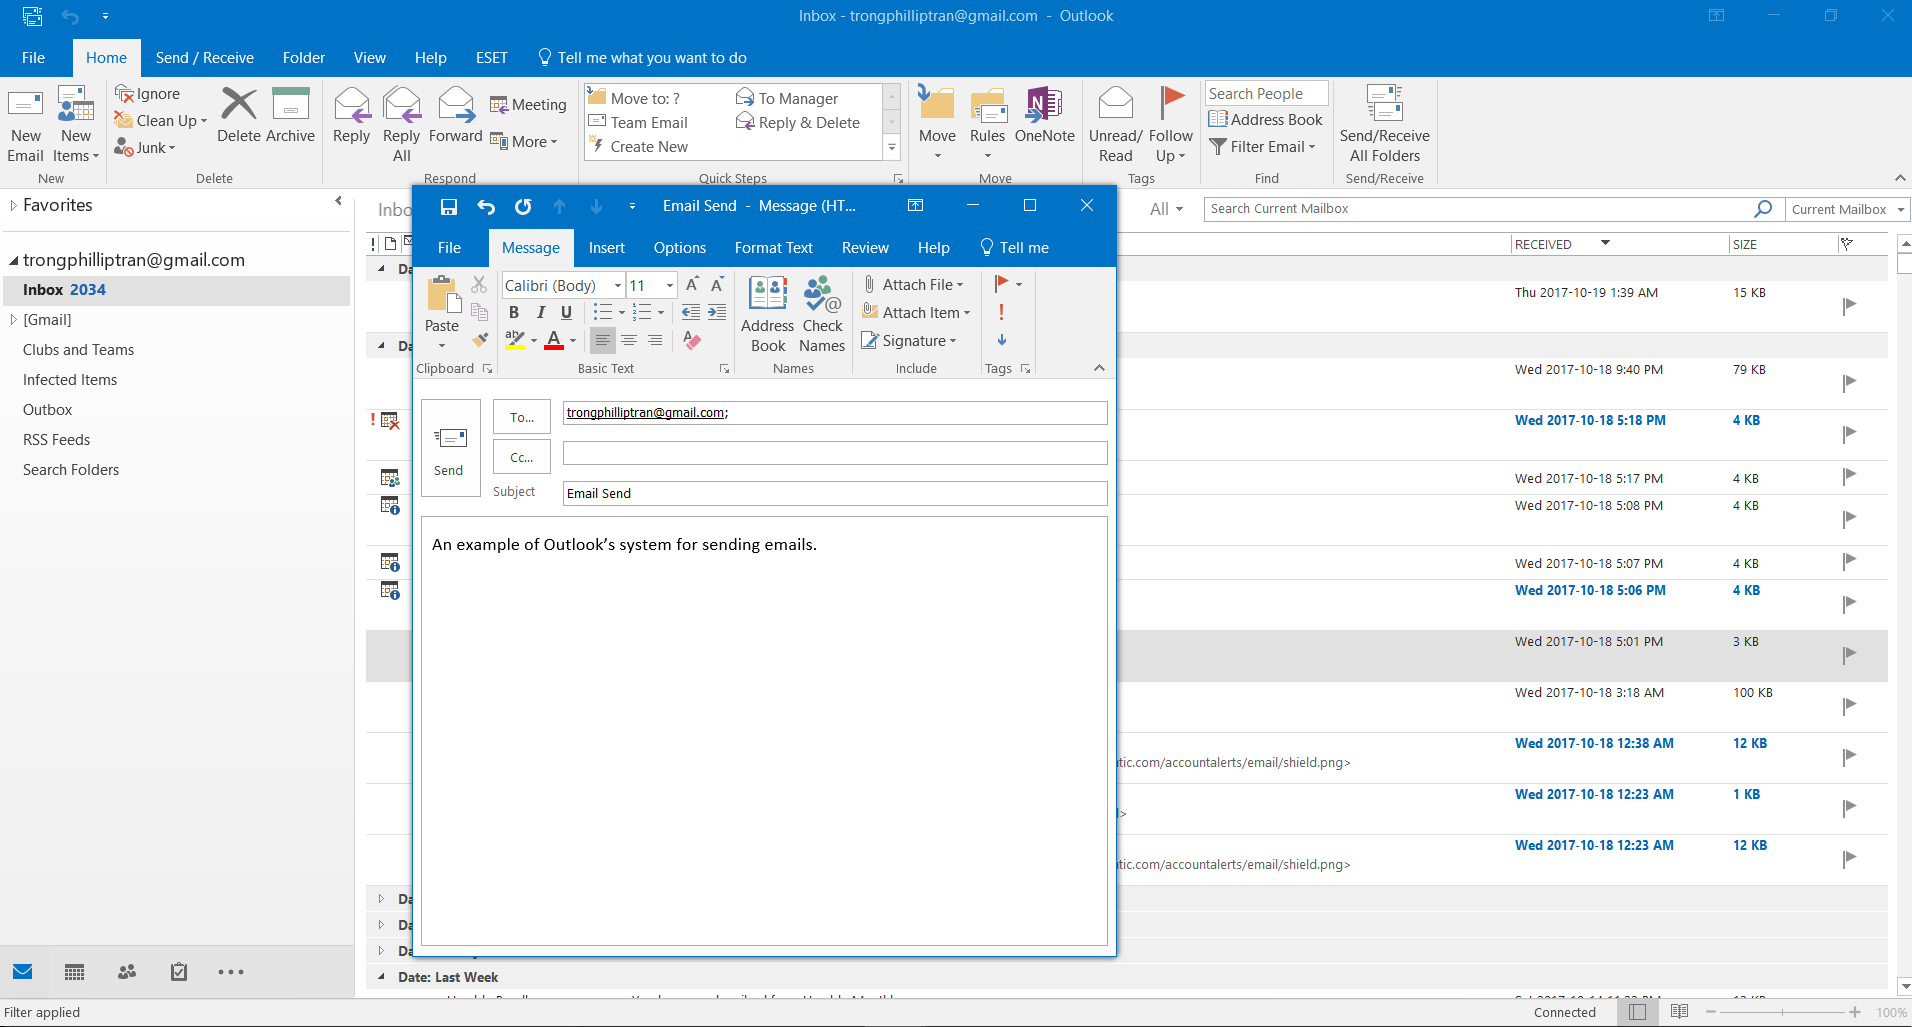 Inbox - trongphilliptran@gmail.com - Outlook
File Home Send / Receive Folder View Help ESET Tell me what you want to do
New Email
New Items
New
Ignore
Clean Up
Junk
Delete
Archive
Delete
Reply
Reply All
Forward
Meeting
More
Respond
Move to: ?
Team Email
Create New
To Manager
Reply & Delete
Quick Steps
Move
Rules
OneNote
Move
Unread/ Read
Follow Up
Tags
Search People
Address Book
Filter Email
Find
Send/Receive All Folders
Send/Receive
Favorites
trongphilliptran@gmail.com
Inbox 2034
[Gmail]
Clubs and Teams
Infected Items
Outbox
RSS Feeds
Search Folders
All
Search Current Mailbox
Current Mailbox
RECEIVED SIZE
Thu 2017-10-19 1:39 AM 15 KB
Wed 2017-10-18 9:40 PM 79 KB
Wed 2017-10-18 5:18 PM 4 KB
Wed 2017-10-18 5:17 PM 4 KB
Wed 2017-10-18 5:08 PM 4 KB
Wed 2017-10-18 5:07 PM 4 KB
Wed 2017-10-18 5:06 PM 4 KB
Wed 2017-10-18 5:01 PM 3 KB
Wed 2017-10-18 3:18 AM 100 KB
Wed 2017-10-18 12:38 AM 12 KB
tic.com/accountalerts/email/shield.png>
Wed 2017-10-18 12:23 AM 1 KB
Wed 2017-10-18 12:23 AM 12 KB
tic.com/accountalerts/email/shield.png>
Date: Last Week
Email Send - Message (HT...
File Message Insert Options Format Text Review Help Tell me
Paste
Clipboard
Calibri (Body) 11
B I U
Basic Text
Address Book
Check Names
Names
Attach File
Attach Item
Signature
Include
Tags
Send
To... trongphilliptran@gmail.com;
Cc...
Subject Email Send
An example of Outlook’s system for sending emails.
Filter applied
Connected
100%